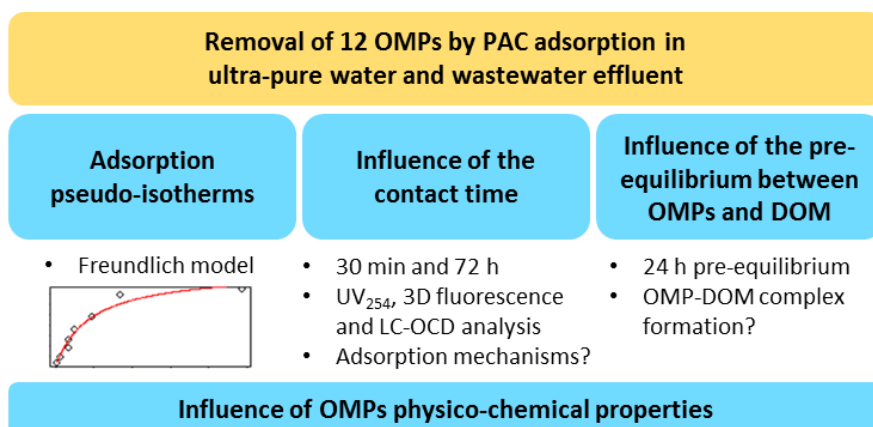 Removal of 12 OMPs by PAC adsorption in
ultra-pure water and wastewater effluent
Adsorption
pseudo-isotherms
• Freundlich model
Influence of the
contact time
• 30 min and 72 h
• UV₂₅₄, 3D fluorescence
and LC-OCD analysis
• Adsorption mechanisms?
Influence of the pre-
equilibrium between
OMPs and DOM
• 24 h pre-equilibrium
• OMP-DOM complex
formation?
Influence of OMPs physico-chemical properties